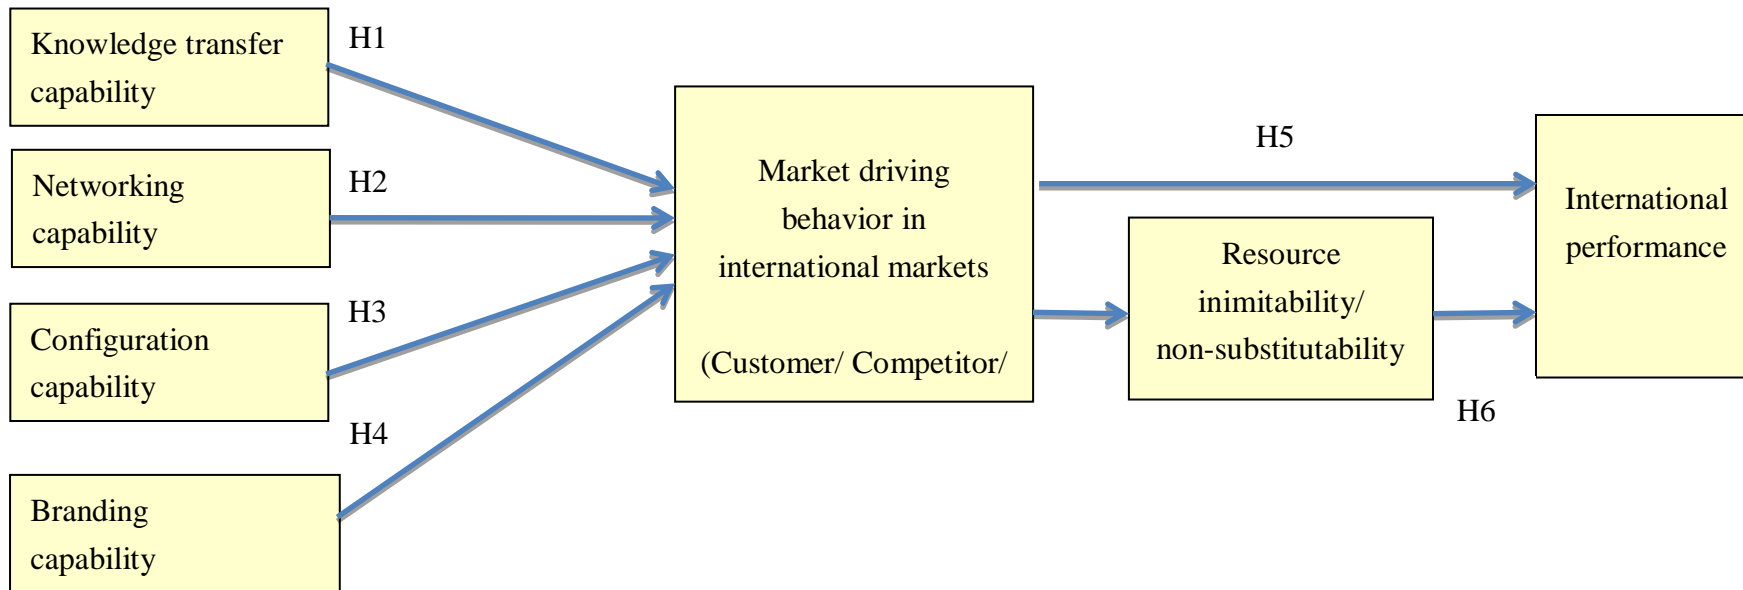 Knowledge transfer
capability
H1
Networking
capability
H2
Configuration
capability
H3
Branding
capability
H4
Market driving
behavior in
international markets
(Customer/ Competitor/
H5
Resource
inimitability/
non-substitutability
H6
International
performance